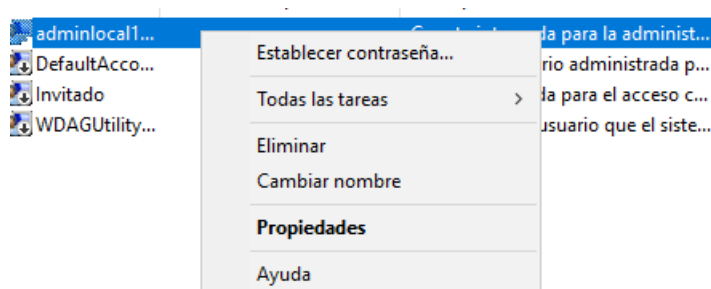 adminlocal1... da para la administ...
Establecer contraseña...
DefaultAcco... rio administrada p...
Invitado Todas las tareas da para el acceso c...
WDAGUtility... usuario que el siste...
Eliminar
Cambiar nombre
Propiedades
Ayuda